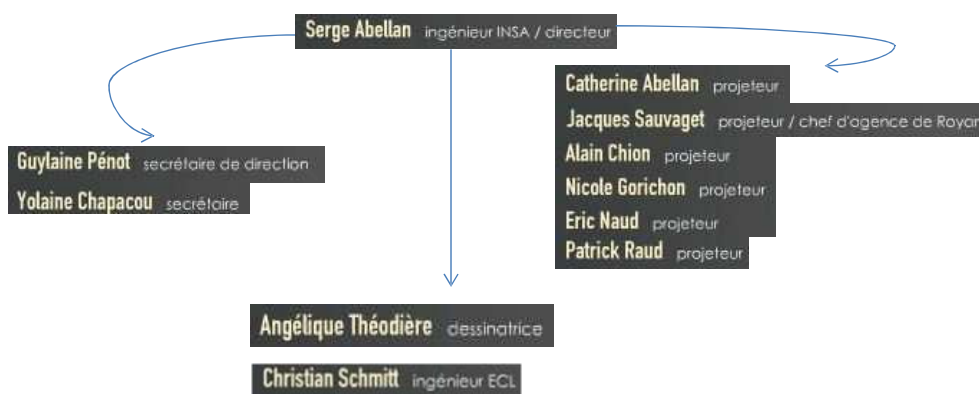 Serge Abellan ingénieur INSA / directeur
Catherine Abellan projeteur
Jacques Sauvaget projeteur / chef d'agence de Royan
Alain Chion projeteur
Nicole Gorichon projeteur
Eric Naud projeteur
Patrick Raud projeteur
Guylaine Pénot secrétaire de direction
Yolaine Chapacou secrétaire
Angélique Théodière dessinatrice
Christian Schmitt ingénieur ECL